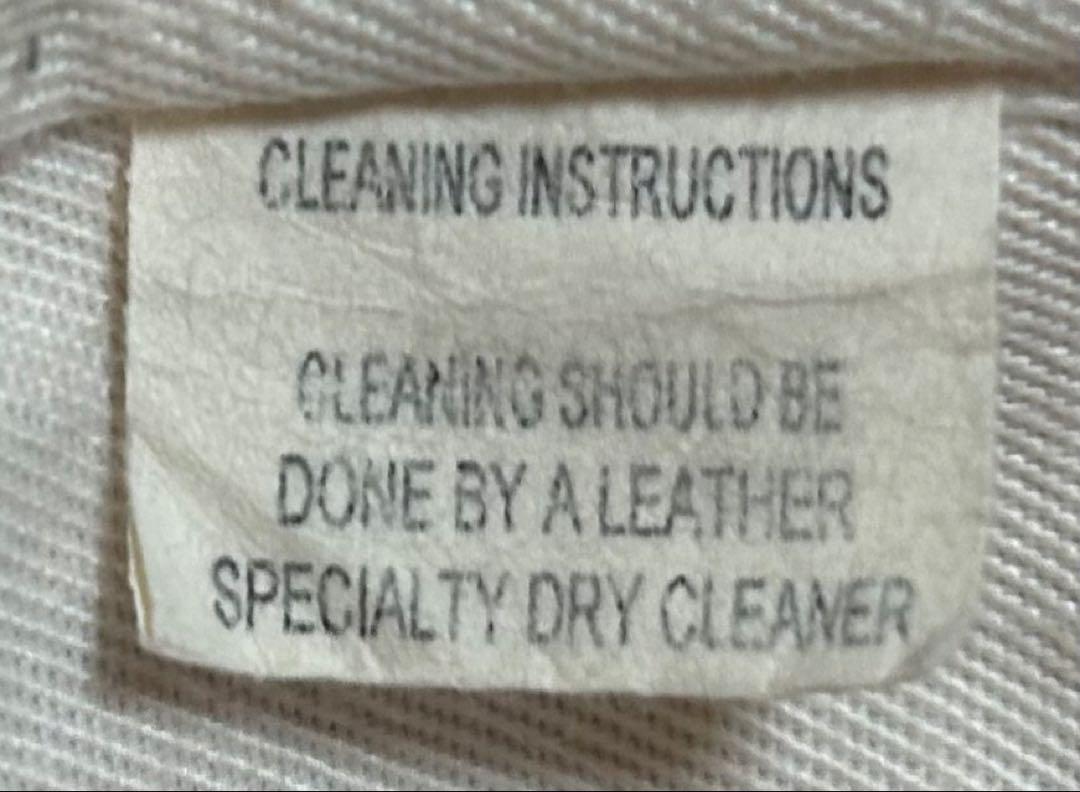 CLEANING INSTRUCTIONS
CLEANING SHOULD BE
DONE BY A LEATHER
SPECIALTY DRY CLEANER